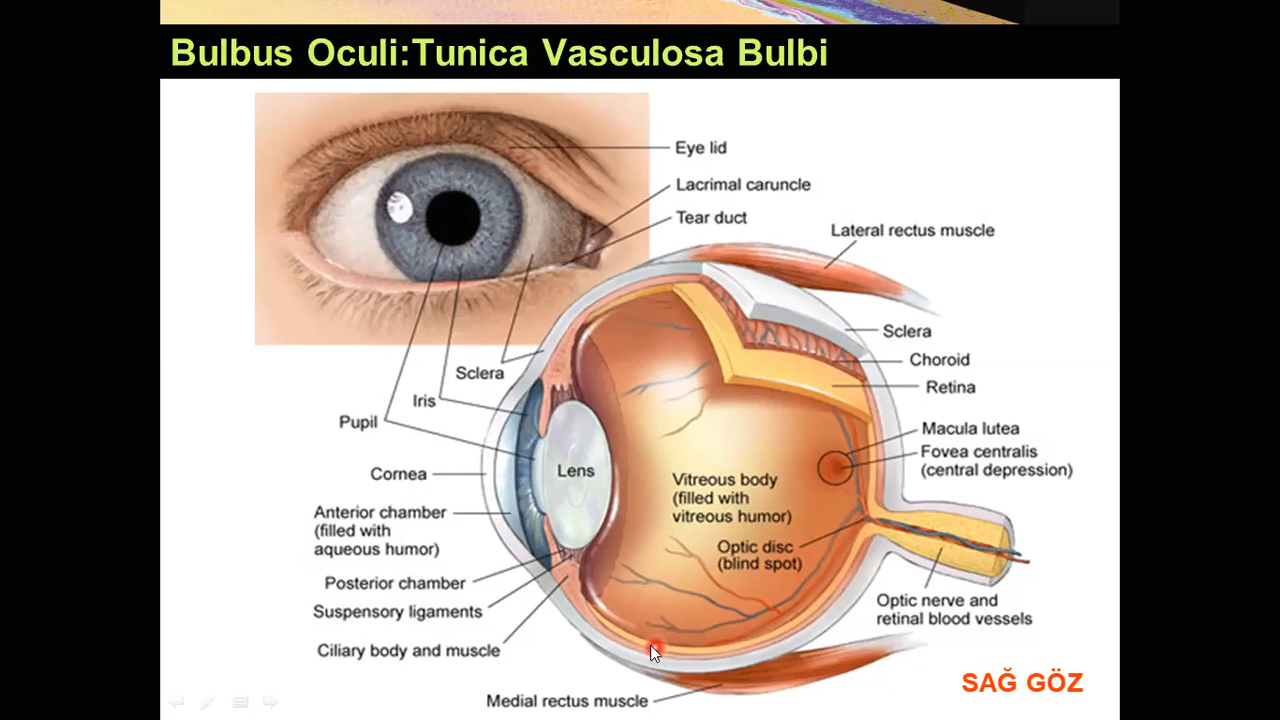 Bulbus Oculi:Tunica Vasculosa Bulbi
Eye lid
Lacrimal caruncle
Tear duct
Lateral rectus muscle
Sclera
Choroid
Retina
Sclera
Iris
Pupil
Macula lutea
Fovea centralis
(central depression)
Cornea
Lens
Vitreous body
(filled with
vitreous humor)
Anterior chamber
(filled with
aqueous humor)
Optic disc
(blind spot)
Posterior chamber
Suspensory ligaments
Optic nerve and
retinal blood vessels
Ciliary body and muscle
SAĞ GÖZ
Medial rectus muscle